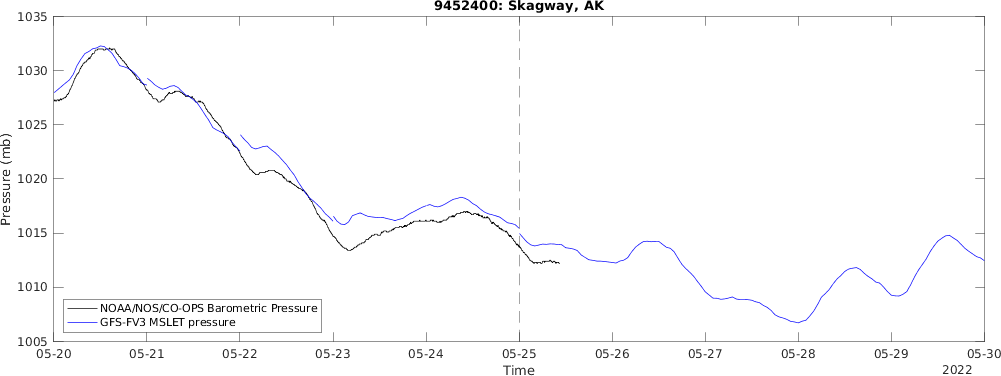 9452400: Skagway, AK
1035
1030
1025
1020
1015
1010
1005
Pressure (mb)
NOAA/NOS/CO-OPS Barometric Pressure
GFS-FV3 MSLET pressure
05-20 05-21 05-22 05-23 05-24 05-25 05-26 05-27 05-28 05-29 05-30
Time
2022